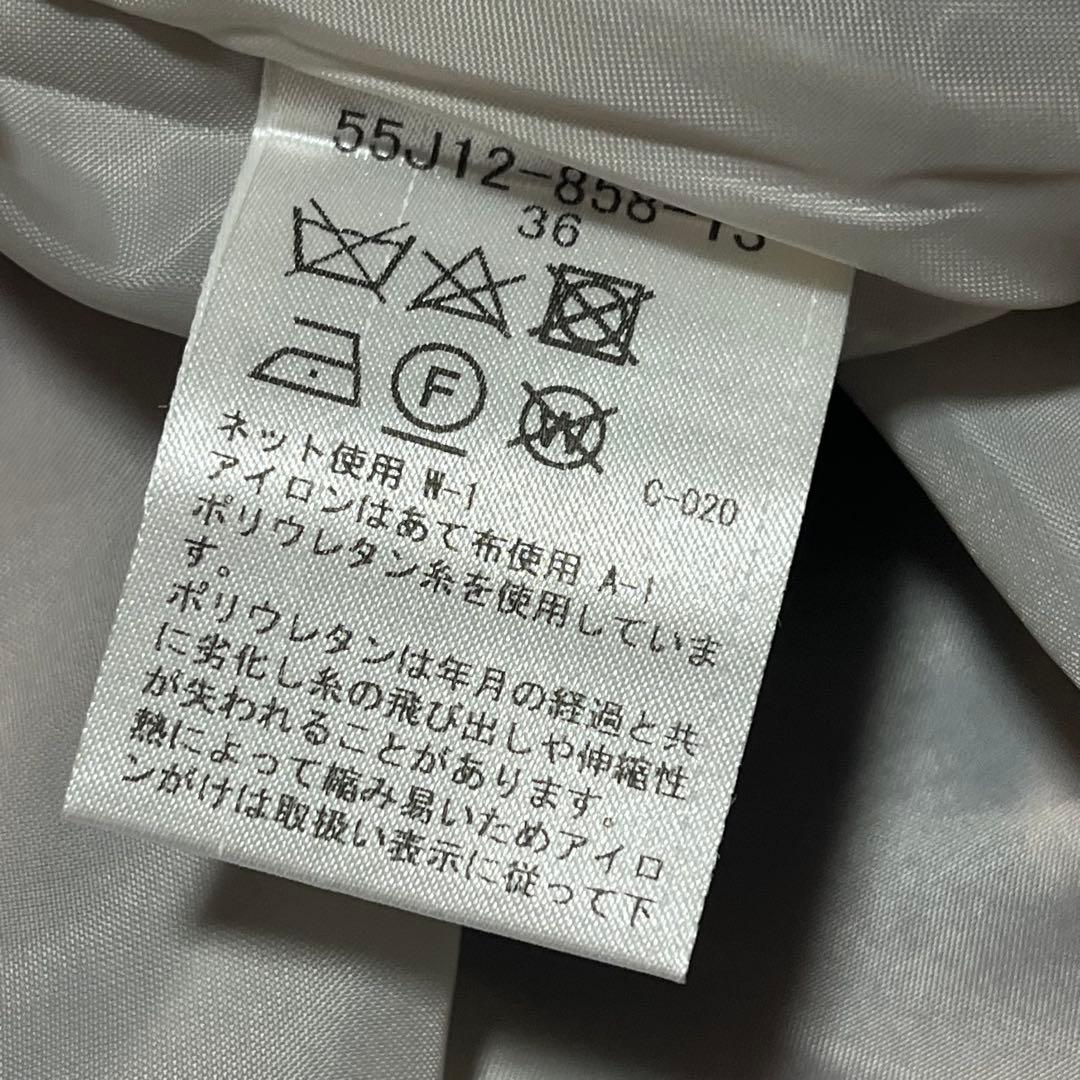 55J12-858-13
36
F
W
ネット使用 W-1
C-020
アイロンはあて布使用 A-1
ポリウレタン糸を使用していま
す。
ポリウレタンは年月の経過と共
に劣化し糸の飛び出しや伸縮性
が失われることがあります。
熱によって縮み易いためアイロ
ンがけは取扱い表示に従って下